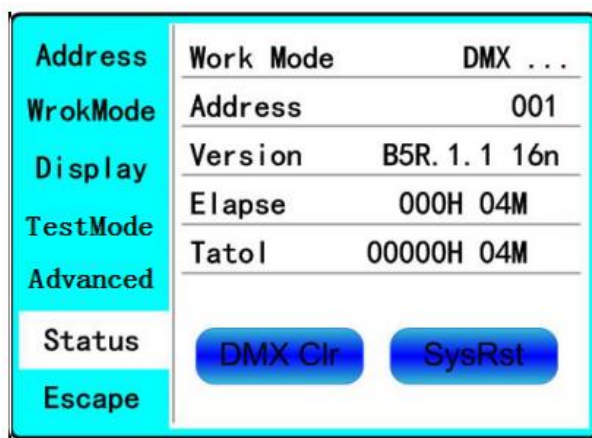 Address
WrokMode
Display
TestMode
Advanced
Status
Escape
Work Mode DMX ...
Address 001
Version B5R.1.1 16n
Elapse 000H 04M
Tatol 00000H 04M
DMX Clr SysRst